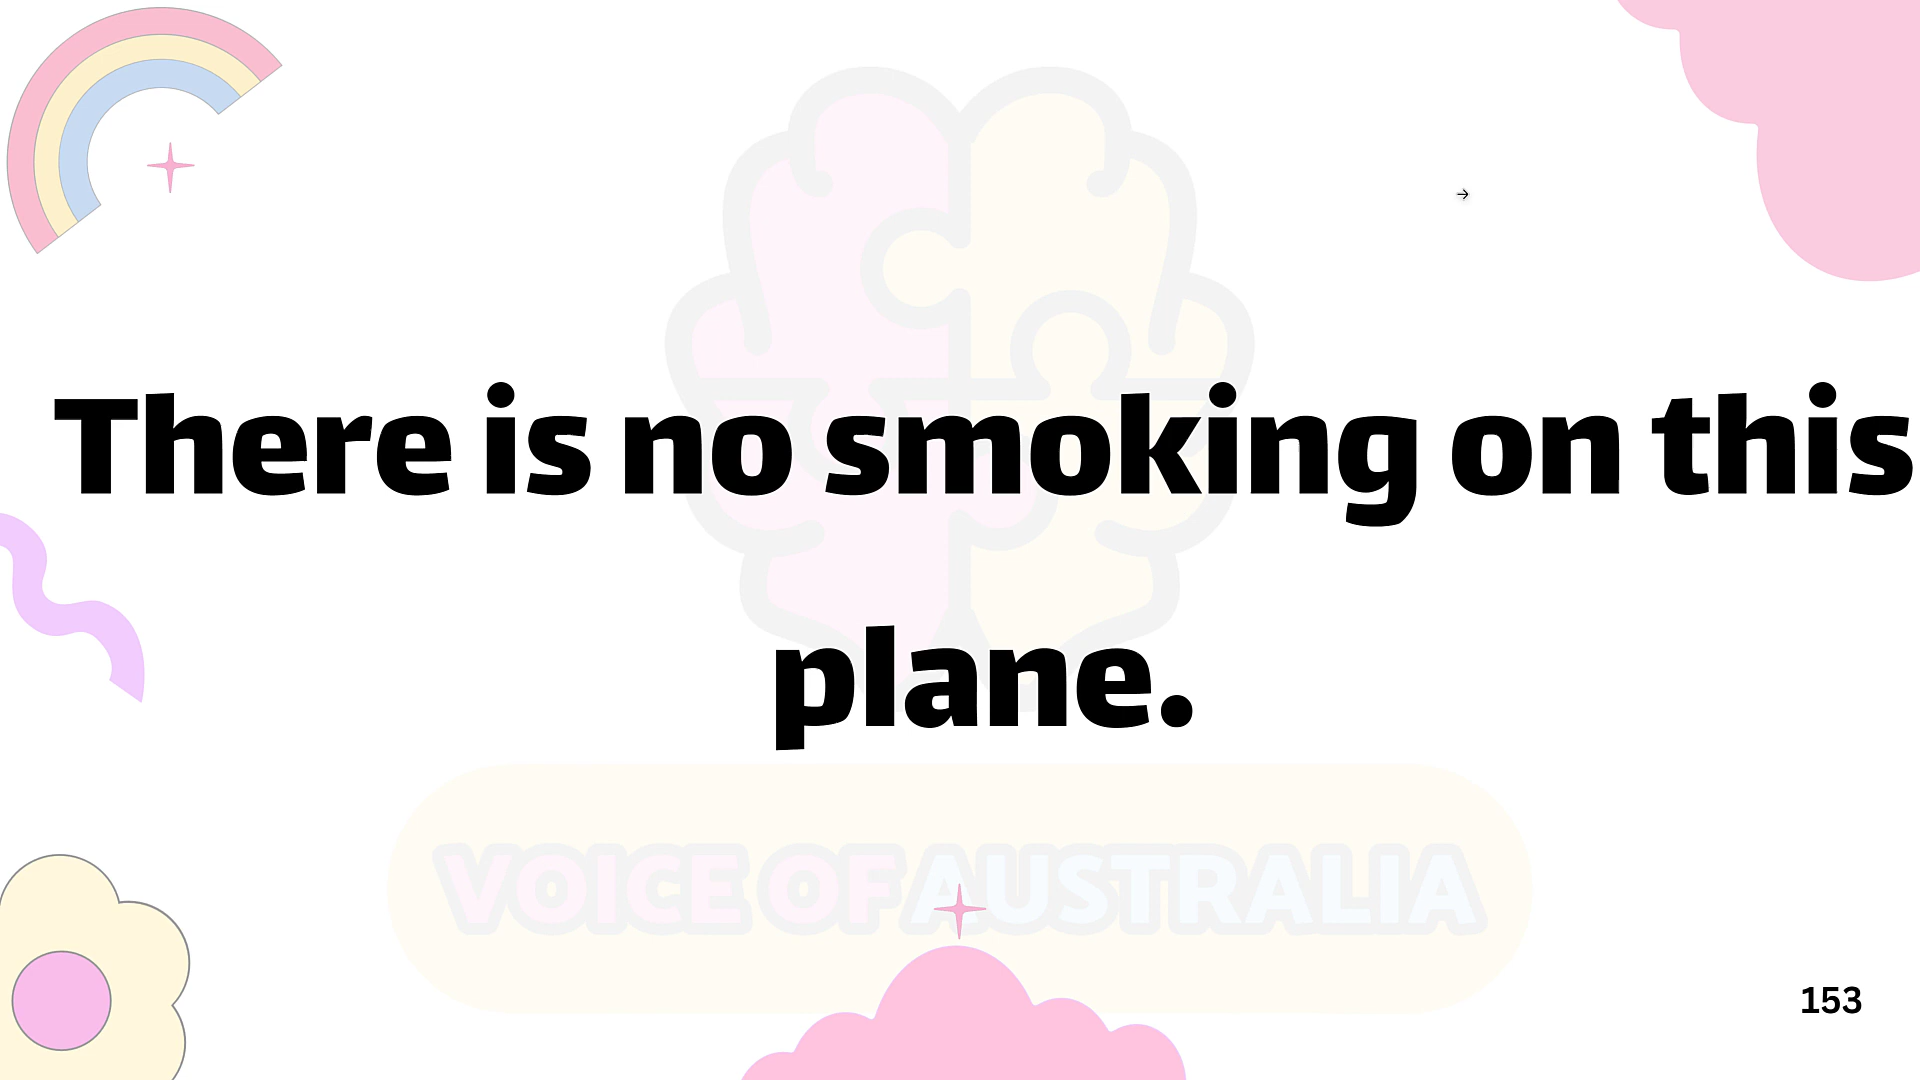 There is no smoking on this
plane.
VOICE OF AUSTRALIA
153